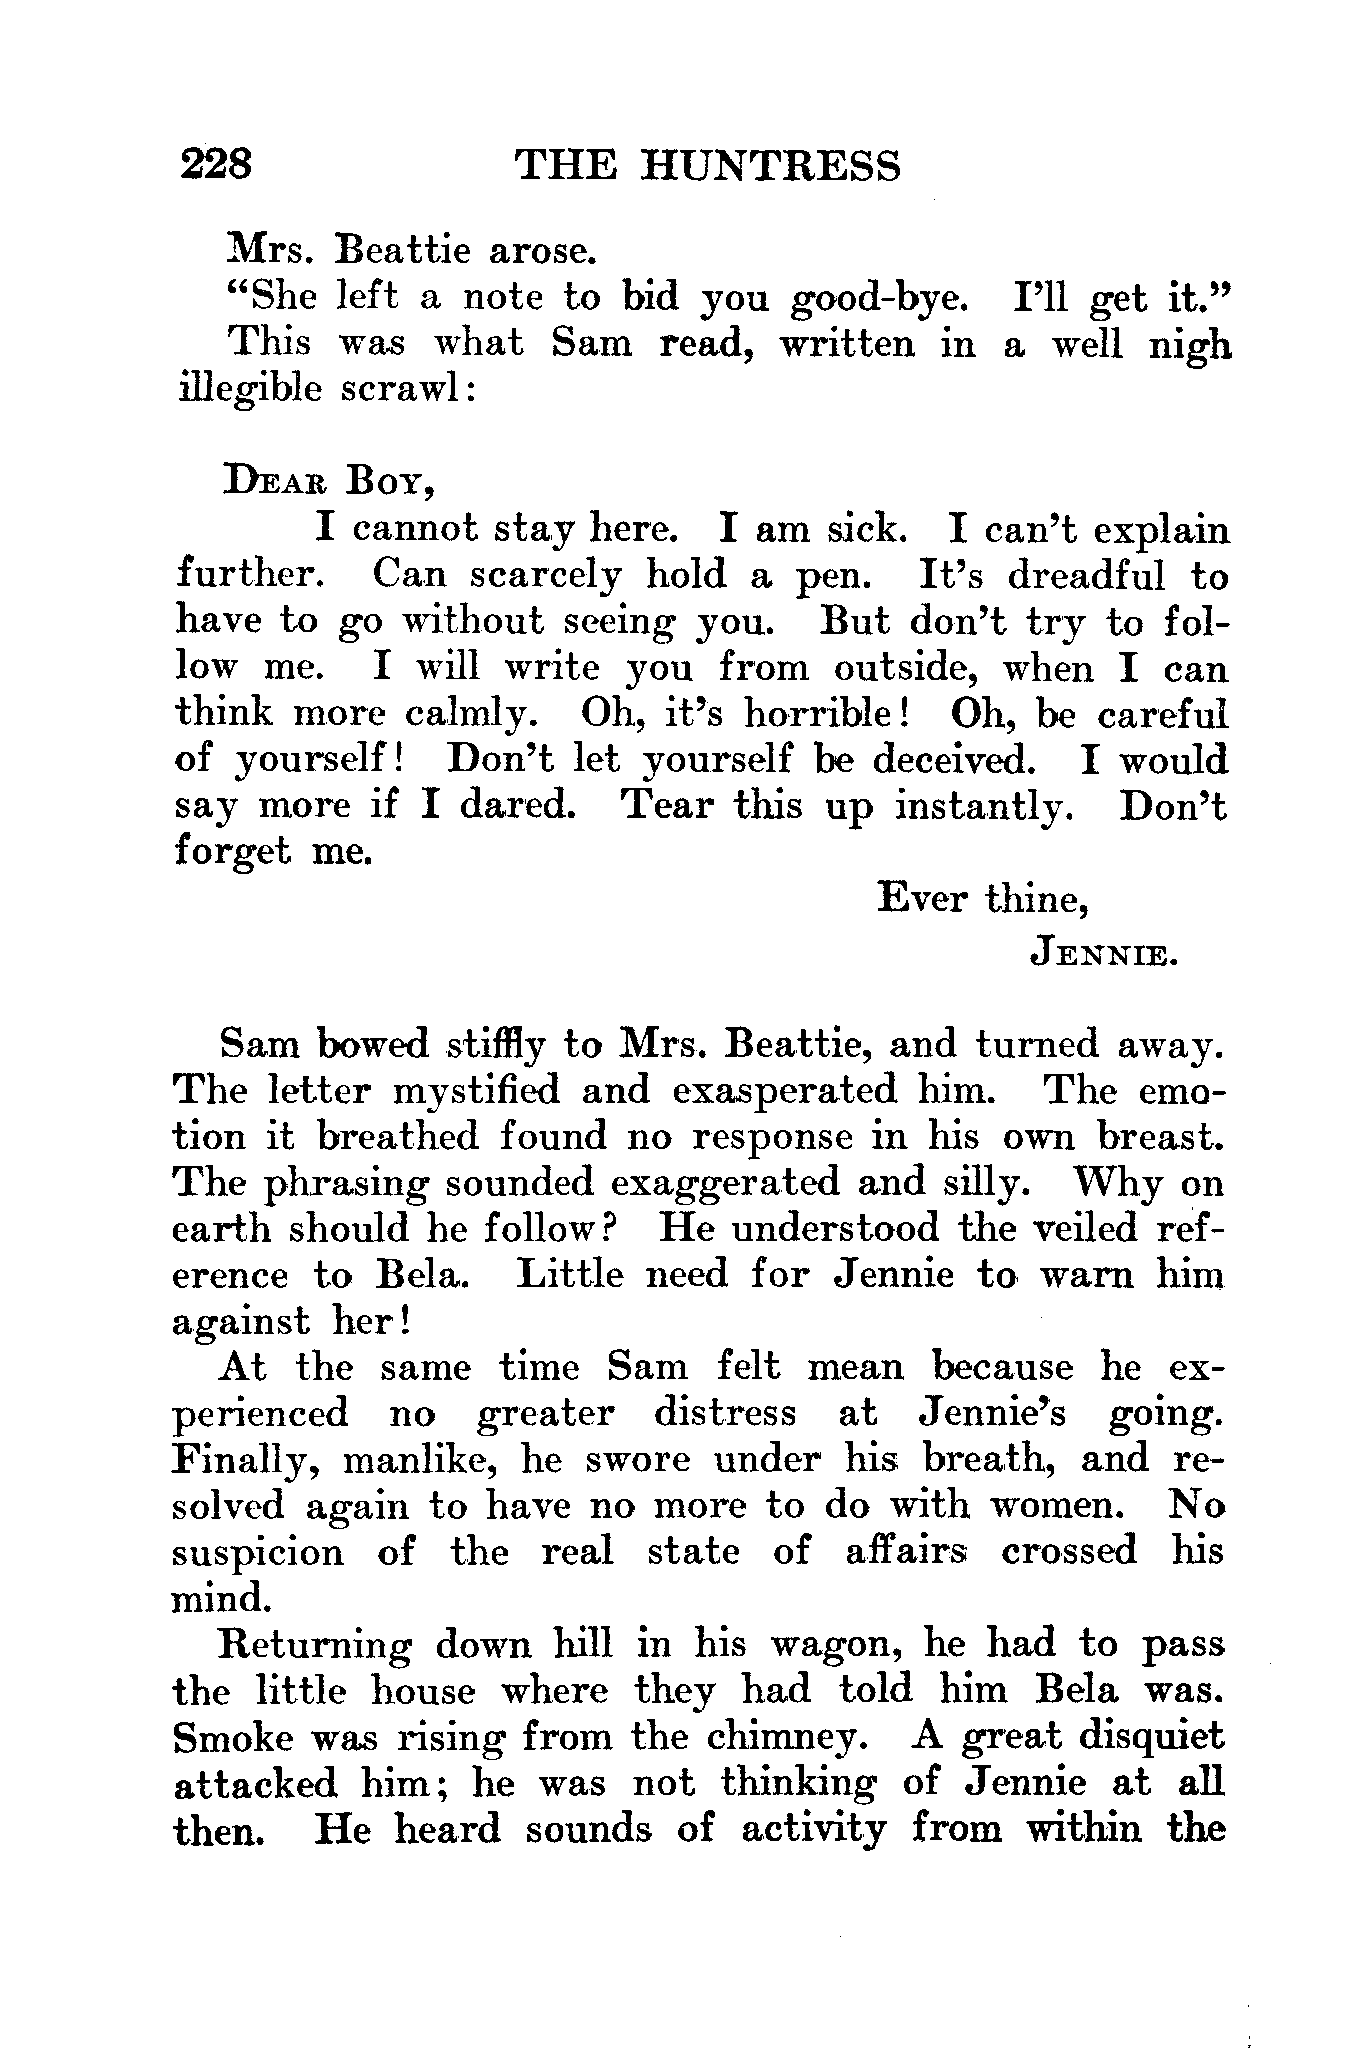 228 THE HUNTRESS
Mrs. Beattie arose.
“She left a note to bid you good-bye. I’ll get it.”
This was what Sam read, written in a well nigh
illegible scrawl:
DEAR BOY,
I cannot stay here. I am sick. I can’t explain
further. Can scarcely hold a pen. It’s dreadful to
have to go without seeing you. But don’t try to fol-
low me. I will write you from outside, when I can
think more calmly. Oh, it’s horrible! Oh, be careful
of yourself! Don’t let yourself be deceived. I would
say more if I dared. Tear this up instantly. Don’t
forget me.
Ever thine,
JENNIE.
Sam bowed stiffly to Mrs. Beattie, and turned away.
The letter mystified and exasperated him. The emo-
tion it breathed found no response in his own breast.
The phrasing sounded exaggerated and silly. Why on
earth should he follow? He understood the veiled ref-
erence to Bela. Little need for Jennie to warn him
against her!
At the same time Sam felt mean because he ex-
perienced no greater distress at Jennie’s going.
Finally, manlike, he swore under his breath, and re-
solved again to have no more to do with women. No
suspicion of the real state of affairs crossed his
mind.
Returning down hill in his wagon, he had to pass
the little house where they had told him Bela was.
Smoke was rising from the chimney. A great disquiet
attacked him; he was not thinking of Jennie at all
then. He heard sounds of activity from within the